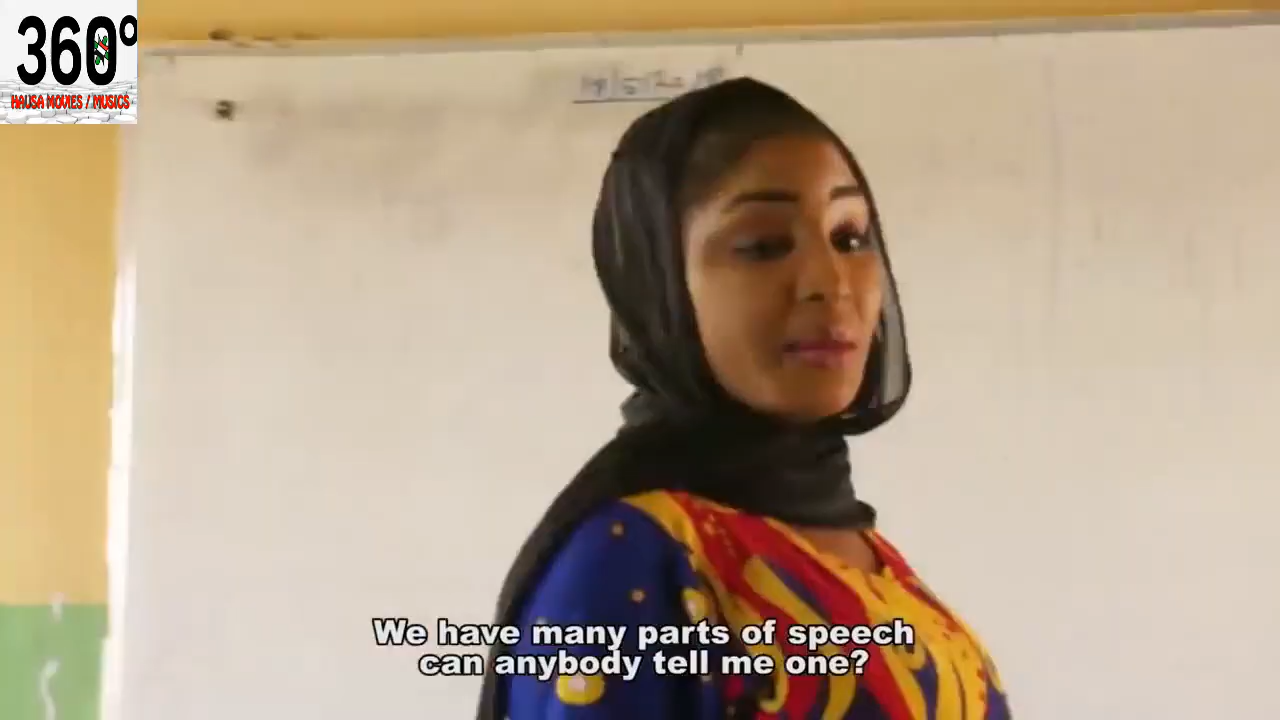 360°
HAUSA MOVIES / MUSICS
We have many parts of speech
can anybody tell me one?